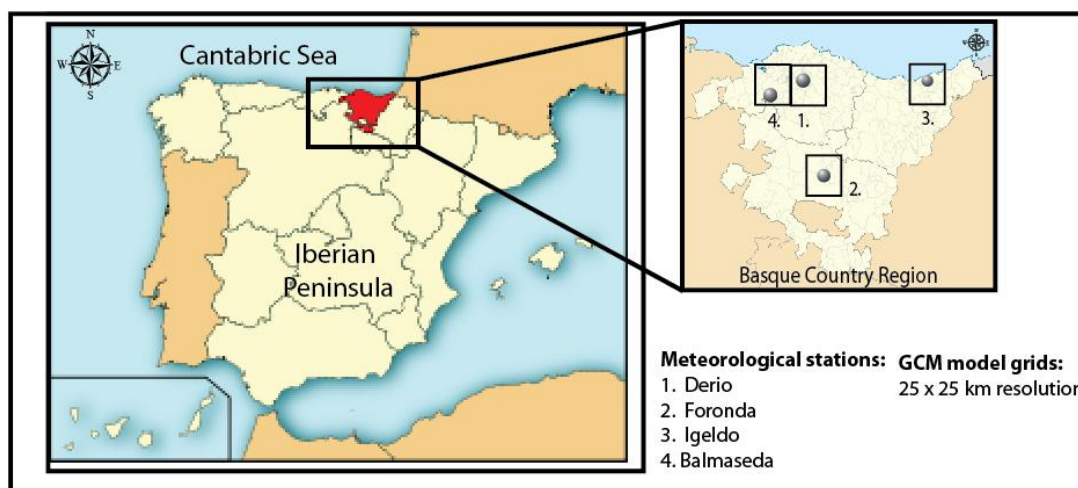 N
W E
S
Cantabric Sea
Iberian
Peninsula
4. 1. 3.
2.
Basque Country Region
Meteorological stations:
1. Derio
2. Foronda
3. Igeldo
4. Balmaseda
GCM model grids:
25 x 25 km resolution